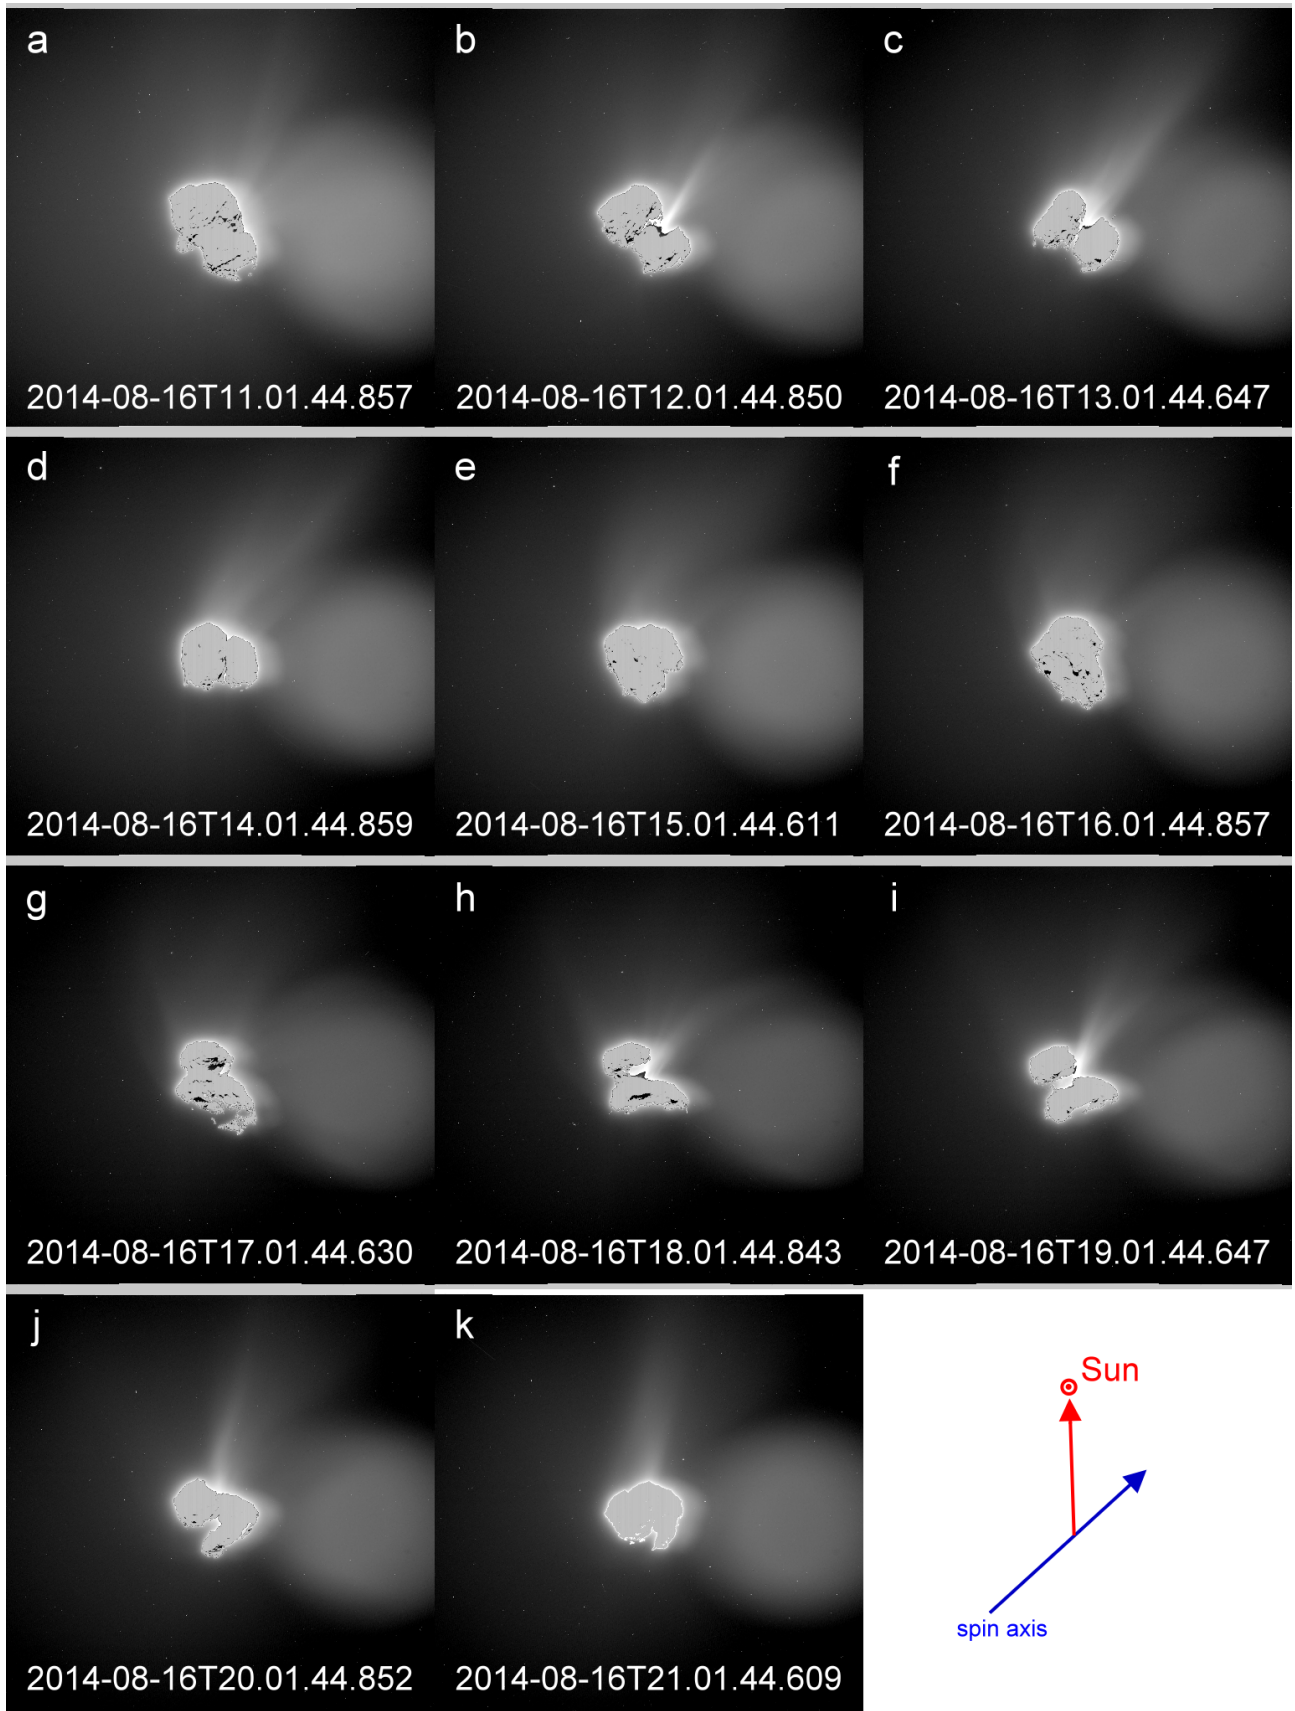 a
b
c
2014-08-16T11.01.44.857
2014-08-16T12.01.44.850
2014-08-16T13.01.44.647
d
e
f
2014-08-16T14.01.44.859
2014-08-16T15.01.44.611
2014-08-16T16.01.44.857
g
h
i
2014-08-16T17.01.44.630
2014-08-16T18.01.44.843
2014-08-16T19.01.44.647
j
k
Sun
spin axis
2014-08-16T20.01.44.852
2014-08-16T21.01.44.609